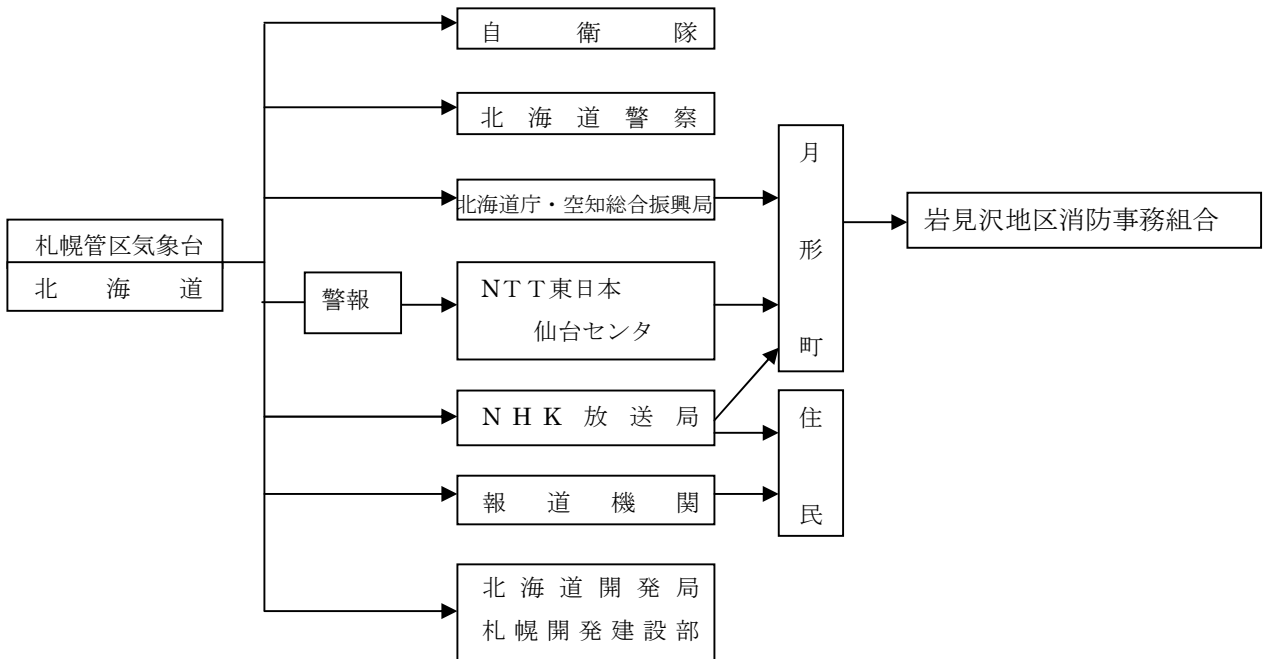 自衛隊
北海道警察
北海道庁・空知総合振興局
札幌管区気象台
北海道
警報
NTT東日本
仙台センタ
NHK放送局
報道機関
北海道開発局
札幌開発建設部
月形町
住民
岩見沢地区消防事務組合